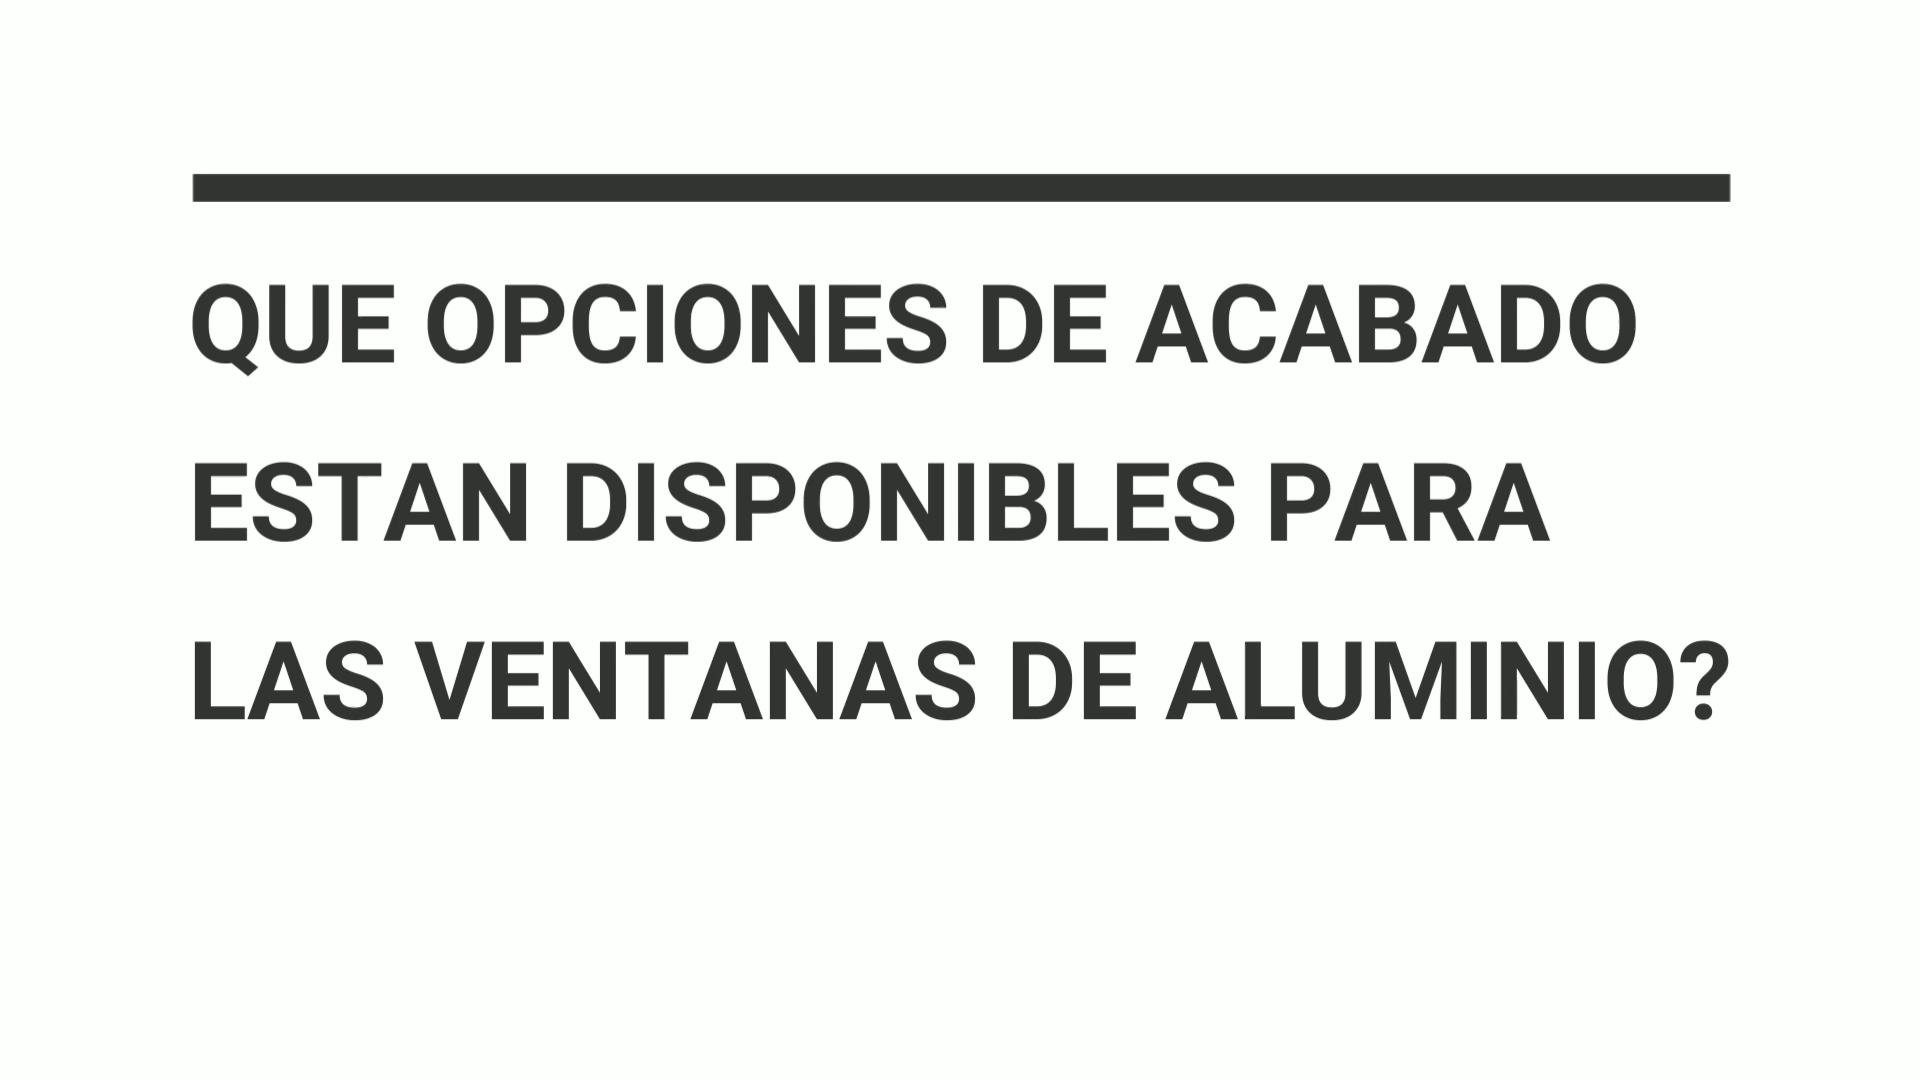 QUE OPCIONES DE ACABADO
ESTAN DISPONIBLES PARA
LAS VENTANAS DE ALUMINIO?